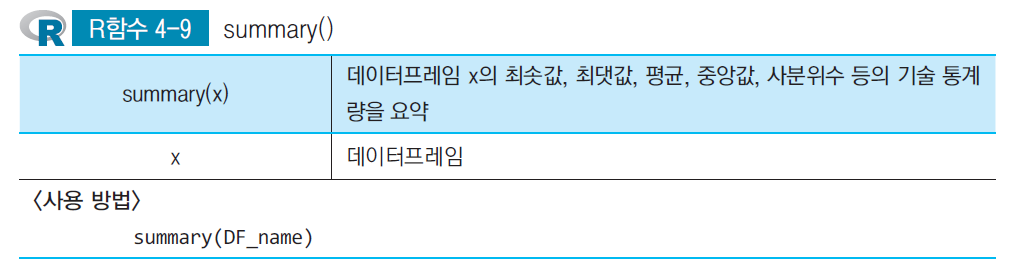 R R함수 4-9 summary()
summary(x) 데이터프레임 x의 최솟값, 최댓값, 평균, 중앙값, 사분위수 등의 기술 통계
량을 요약
x 데이터프레임
〈사용 방법〉
summary(DF_name)